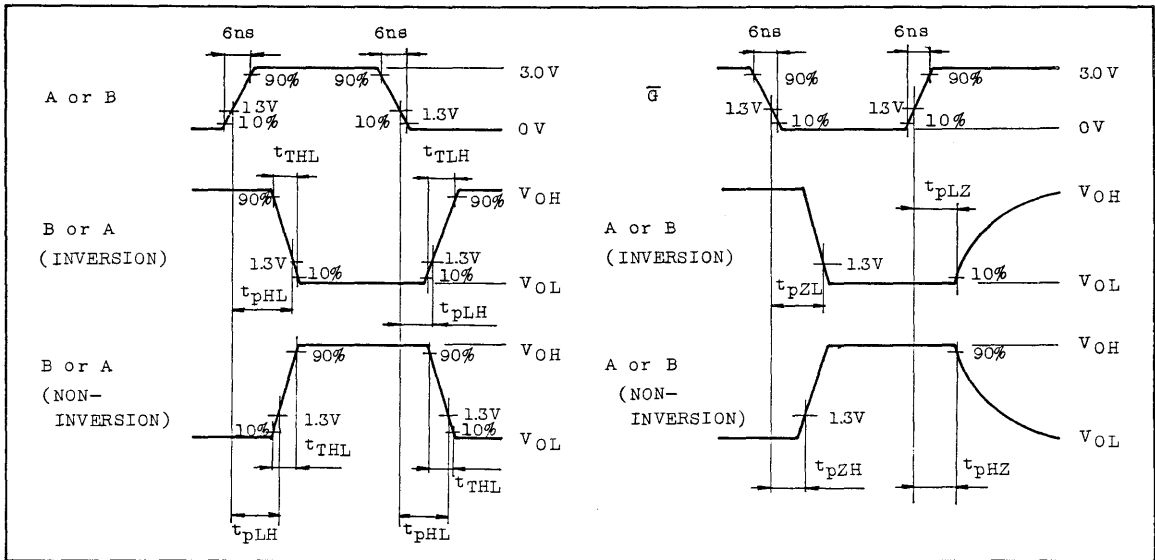 6ns 6ns
A or B
90% 90% 3.0V
1.3V 1.3V
10% 10% 0V
tTHL tTLH
B or A
(INVERSION)
90% 90% VOH
1.3V 1.3V
10% 10% VOL
tpHL tpLH
B or A
(NON-
INVERSION)
90% 90% VOH
1.3V 1.3V
10% 10% VOL
tTHL tTHL
tpLH tpHL
6ns 6ns
G̅
90% 90% 3.0V
1.3V 1.3V
10% 10% 0V
tpLZ
A or B
(INVERSION)
VOH
1.3V
10% VOL
tpZL
A or B
(NON-
INVERSION)
90% VOH
1.3V
VOL
tpZH tpHZ